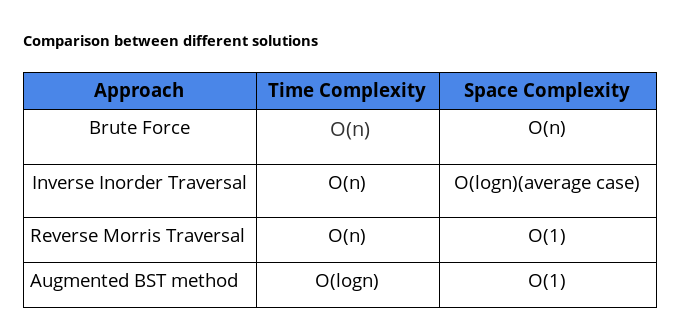 Comparison between different solutions
Approach Time Complexity Space Complexity
Brute Force O(n) O(n)
Inverse Inorder Traversal O(n) O(logn)(average case)
Reverse Morris Traversal O(n) O(1)
Augmented BST method O(logn) O(1)